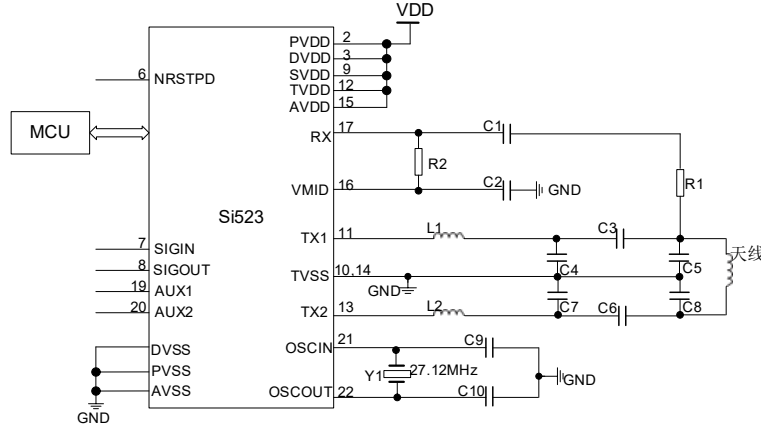 VDD
PVDD 2
DVDD 3
SVDD 9
TVDD 12
AVDD 15
6 NRSTPD
MCU
RX 17
C1
R2
VMID 16
C2
GND
R1
Si523
TX1 11
L1
C3
7 SIGIN
8 SIGOUT
19 AUX1
20 AUX2
TVSS 10,14
GND
C4
C5
天线
TX2 13
L2
C7
C6
C8
OSCIN 21
C9
DVSS
PVSS
AVSS
GND
Y1
27.12MHz
GND
OSCOUT 22
C10